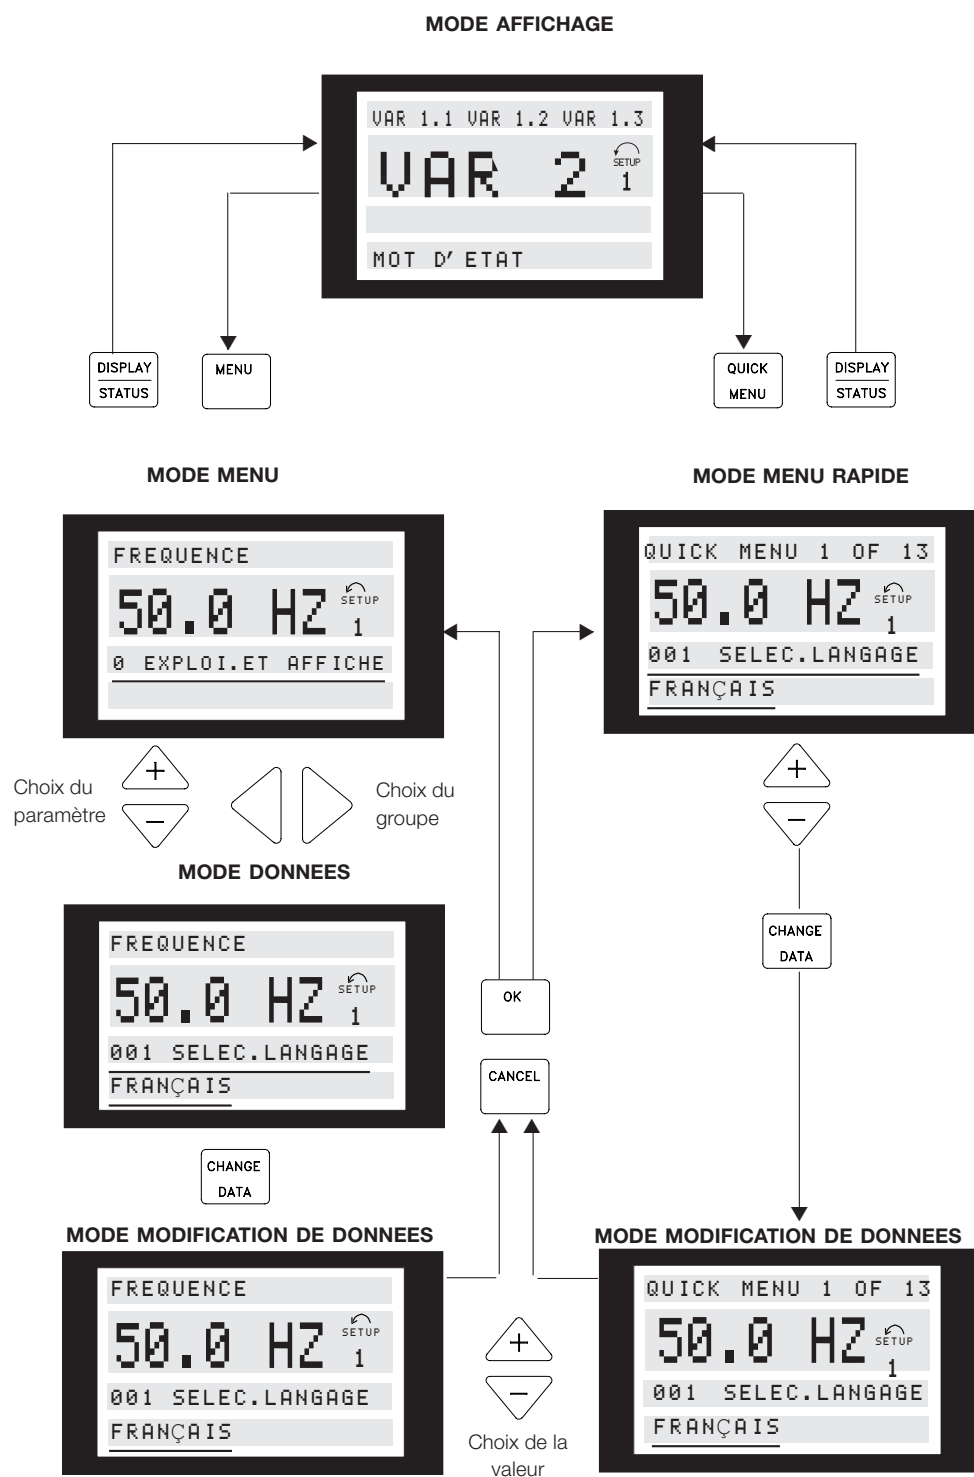 MODE AFFICHAGE
VAR 1.1 VAR 1.2 VAR 1.3
VAR 2
SETUP
1
MOT D' ETAT
DISPLAY
STATUS
MENU
QUICK
MENU
DISPLAY
STATUS
MODE MENU
FREQUENCE
50.0 HZ
SETUP
1
0 EXPLOI.ET AFFICHE
MODE MENU RAPIDE
QUICK MENU 1 OF 13
50.0 HZ
SETUP
1
001 SELEC.LANGAGE
FRANÇAIS
Choix du
paramètre
+
−
Choix du
groupe
+
−
MODE DONNEES
FREQUENCE
50.0 HZ
SETUP
1
001 SELEC.LANGAGE
FRANÇAIS
CHANGE
DATA
OK
CANCEL
CHANGE
DATA
MODE MODIFICATION DE DONNEES
FREQUENCE
50.0 HZ
SETUP
1
001 SELEC.LANGAGE
FRANÇAIS
+
−
Choix de la
valeur
MODE MODIFICATION DE DONNEES
QUICK MENU 1 OF 13
50.0 HZ
SETUP
1
001 SELEC.LANGAGE
FRANÇAIS